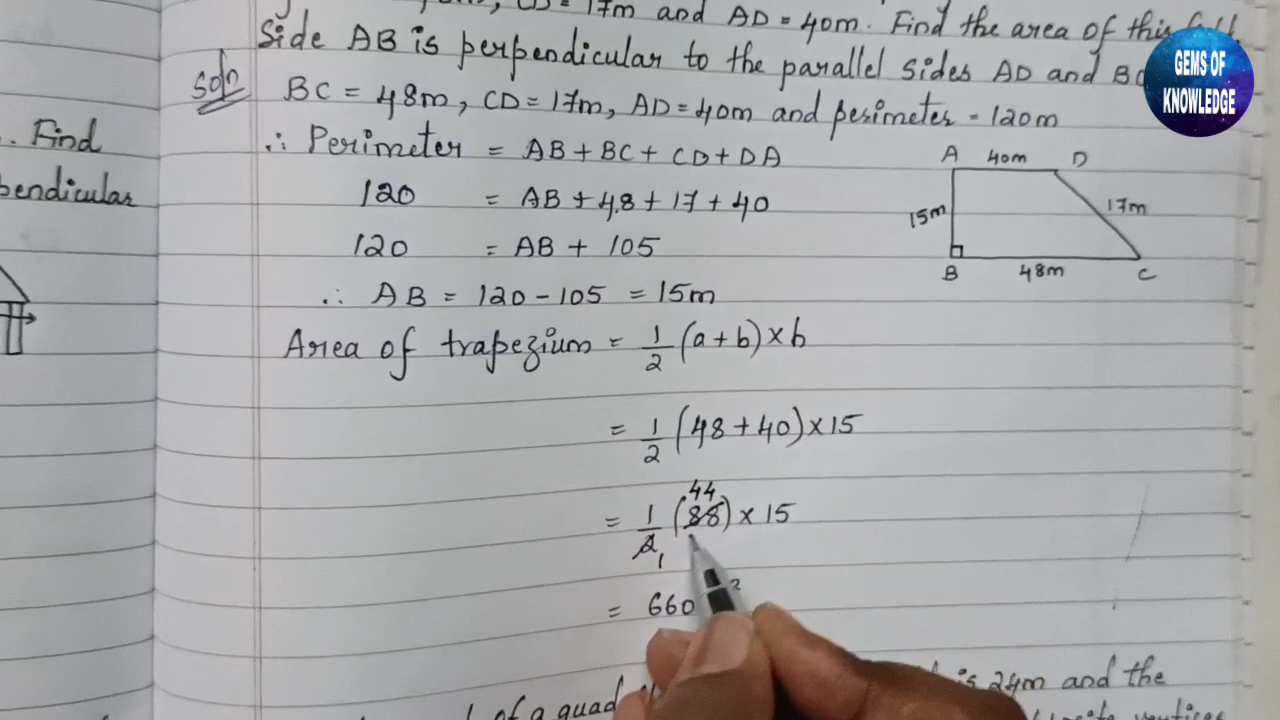 CD = 17m and AD = 40m. Find the area of this
Side AB is perpendicular to the parallel sides AD and
GEMS OF
KNOWLEDGE
Soln
BC = 48m, CD = 17m, AD = 40m and perimeter = 120m
. Find
∴ Perimeter = AB + BC + CD + DA
A 40m D
pendicular
120 = AB + 48 + 17 + 40
15m 17m
120 = AB + 105
B 48m C
∴ AB = 120 - 105 = 15m
Area of trapezium = 1/2 (a + b) × h
= 1/2 (48 + 40) × 15
44
= 1/2 (88) × 15
1
= 660 2
is 24m and the
of a quad